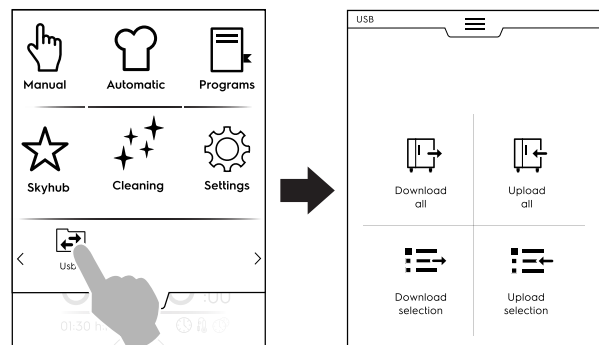 Manual Automatic Programs
Skyhub Cleaning Settings
Usb
01:30 h :00
USB
Download all
Upload all
Download selection
Upload selection